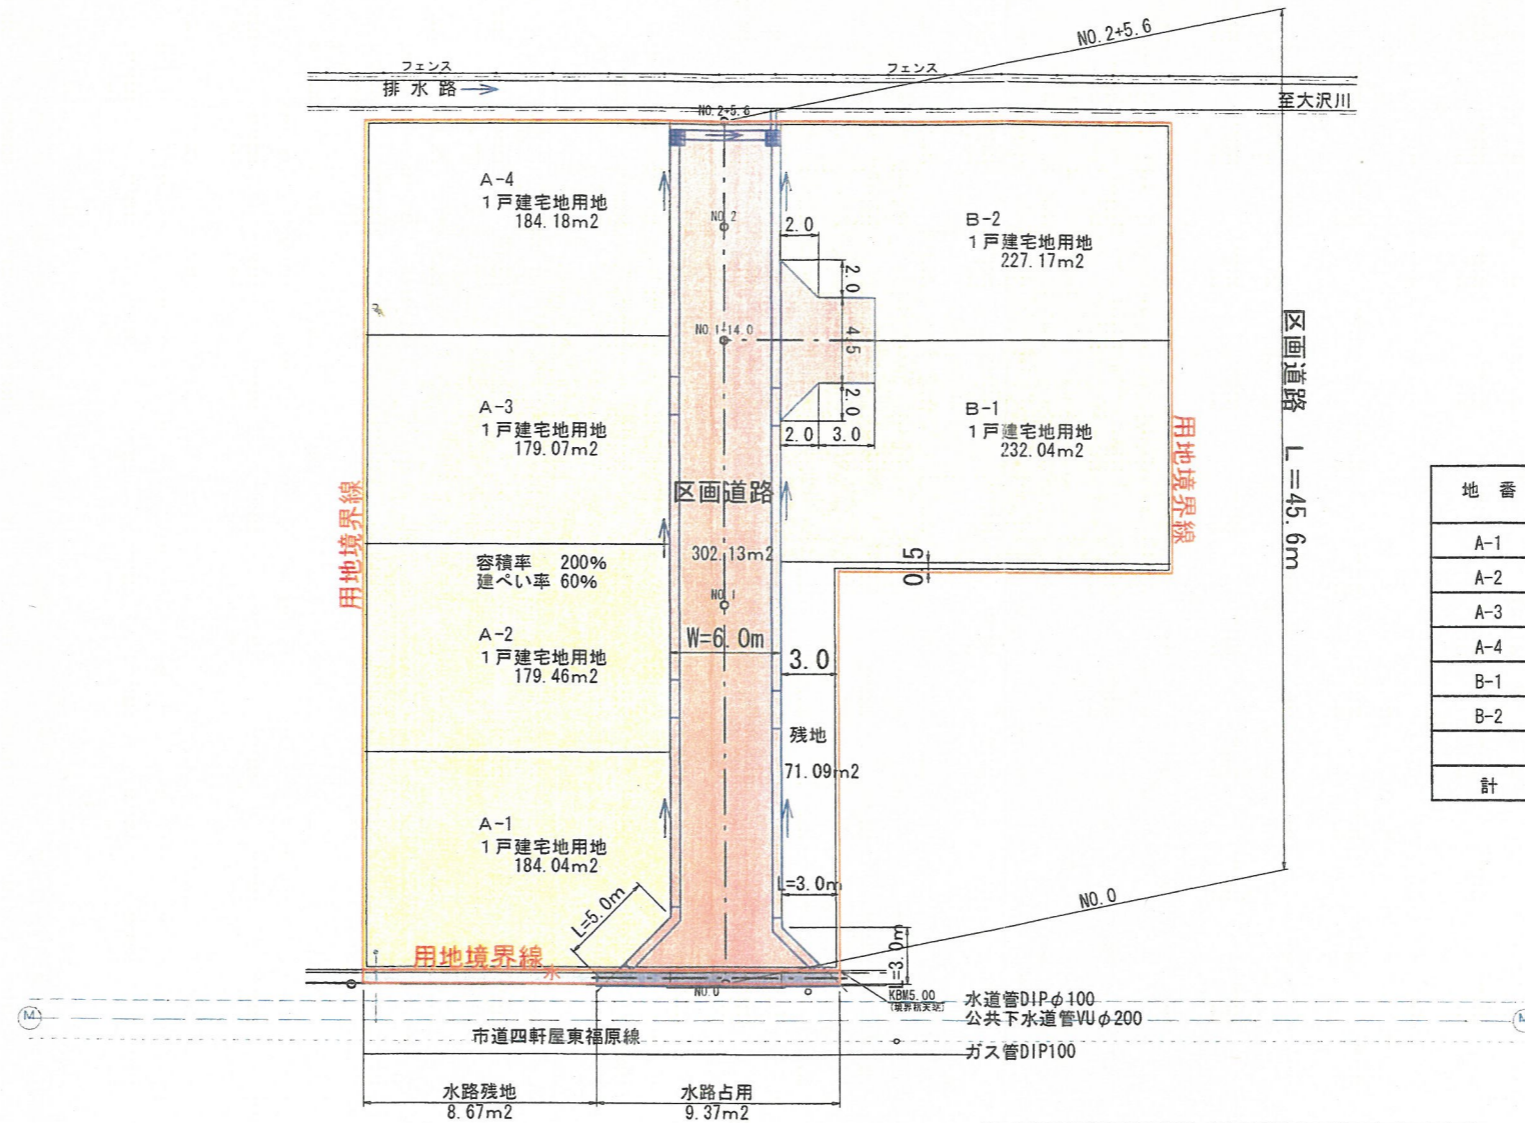 NO.2+5.6
フェンス
フェンス
排水路
至大沢川
NO.2+5.6
A-4
1戸建宅地用地
184.18m2
NO.2
2.0
B-2
1戸建宅地用地
227.17m2
2.0
NO.1+14.0
4.5
区画道路 L=45.6m
A-3
1戸建宅地用地
179.07m2
2.0
2.0
3.0
B-1
1戸建宅地用地
232.04m2
用地境界線
用地境界線
区画道路
302.13m2
地番
A-1
A-2
A-3
A-4
B-1
B-2
計
容積率 200%
建ぺい率 60%
0.5
NO.1
A-2
1戸建宅地用地
179.46m2
W=6.0m
3.0
残地
71.09m2
A-1
1戸建宅地用地
184.04m2
L=5.0m
L=3.0m
NO.0
用地境界線
L=3.0m
NO.0
KBM5.00
水道管DIPφ100
公共下水道管VUφ200
M
M
市道四軒屋東福原線
ガス管DIP100
水路残地
8.67m2
水路占用
9.37m2